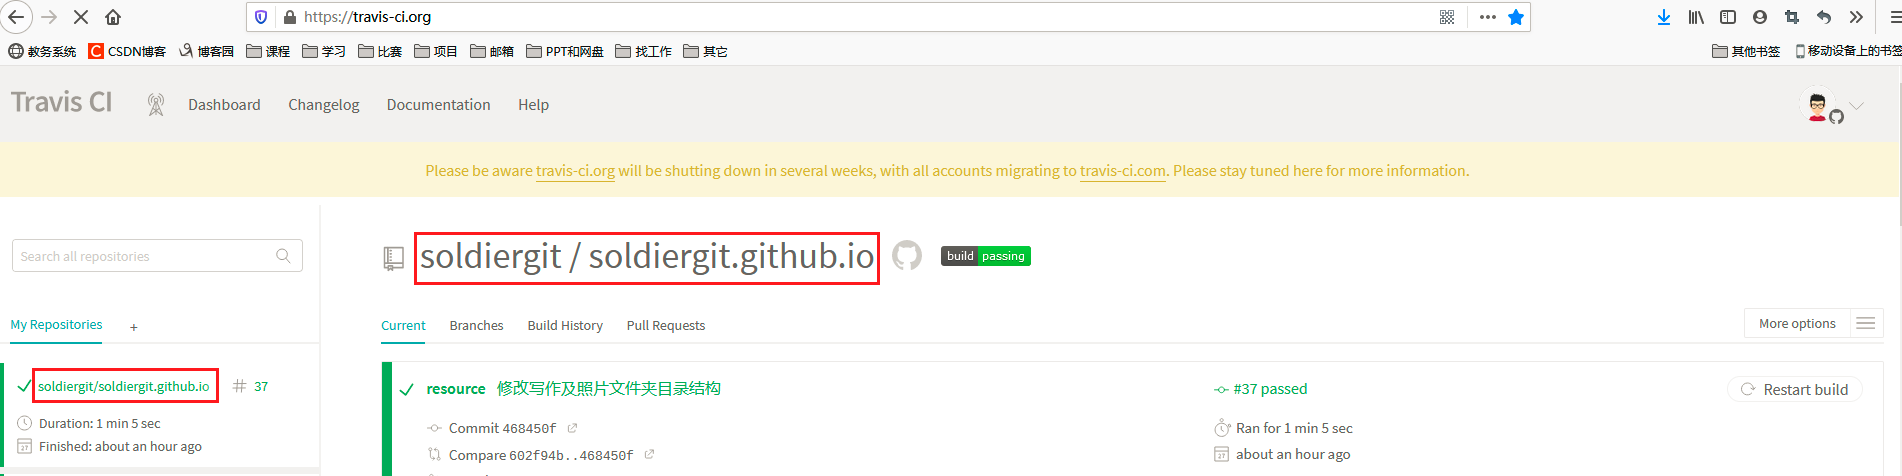 https://travis-ci.org
教务系统 CSDN博客 博客园 课程 学习 比赛 项目 邮箱 PPT和网盘 找工作 其它 其他书签 移动设备上的书签
Travis CI Dashboard Changelog Documentation Help
Please be aware travis-ci.org will be shutting down in several weeks, with all accounts migrating to travis-ci.com. Please stay tuned here for more information.
Search all repositories
soldiergit / soldiergit.github.io build passing
My Repositories +
Current Branches Build History Pull Requests More options
soldiergit/soldiergit.github.io # 37
Duration: 1 min 5 sec
Finished: about an hour ago
resource 修改写作及照片文件夹目录结构 #37 passed Restart build
Commit 468450f Ran for 1 min 5 sec
Compare 602f94b..468450f about an hour ago